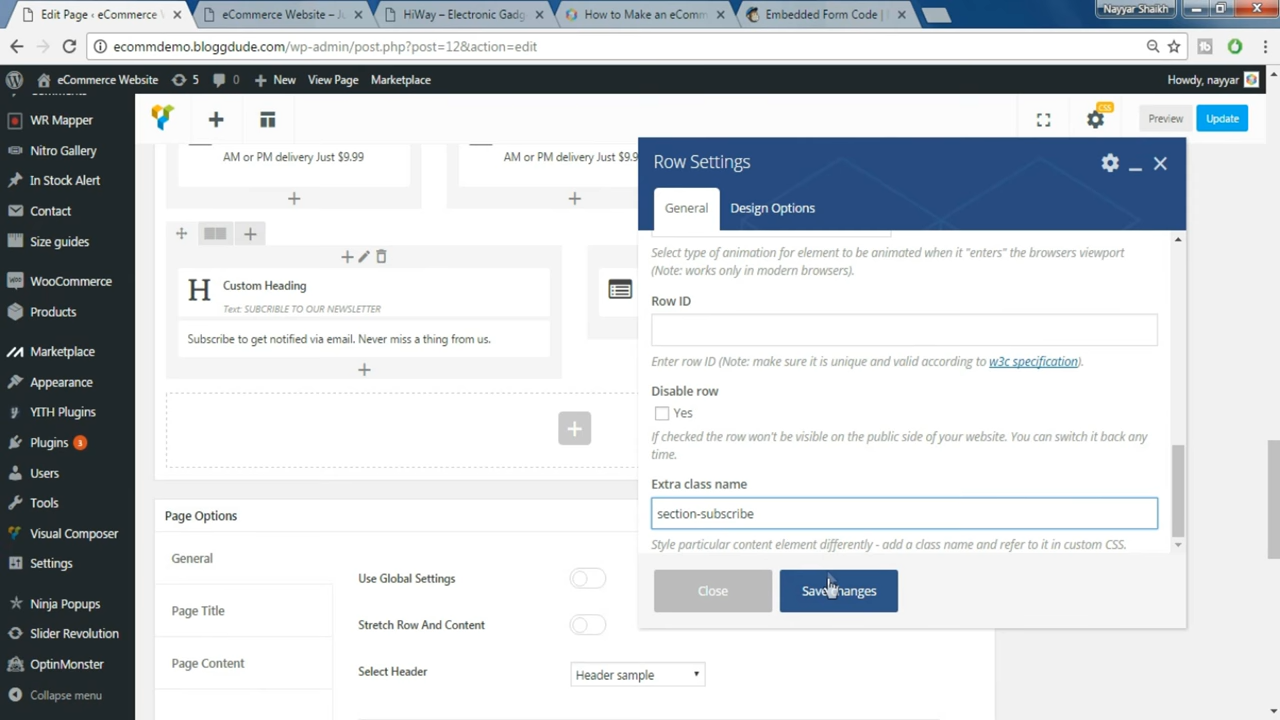 Edit Page ‹ eCommerce W
eCommerce Website – Ju
HiWay – Electronic Gadg
How to Make an eComm
Embedded Form Code |
Nayyar Shaikh
ecommdemo.bloggdude.com/wp-admin/post.php?post=12&action=edit
eCommerce Website
5
0
New
View Page
Marketplace
Howdy, nayyar
WR Mapper
Nitro Gallery
In Stock Alert
Contact
Size guides
WooCommerce
Products
Marketplace
Appearance
YITH Plugins
Plugins 3
Users
Tools
Visual Composer
Settings
Ninja Popups
Slider Revolution
OptinMonster
Collapse menu
CSS
Preview
Update
AM or PM delivery Just $9.99
AM or PM delivery Just $9.9
Custom Heading
Text: SUBCRIBLE TO OUR NEWSLETTER
Subscribe to get notified via email. Never miss a thing from us.
Row Settings
General
Design Options
Select type of animation for element to be animated when it "enters" the browsers viewport
(Note: works only in modern browsers).
Row ID
Enter row ID (Note: make sure it is unique and valid according to w3c specification).
Disable row
Yes
If checked the row won't be visible on the public side of your website. You can switch it back any
time.
Extra class name
section-subscribe
Style particular content element differently - add a class name and refer to it in custom CSS.
Close
Save changes
Page Options
General
Page Title
Page Content
Use Global Settings
Stretch Row And Content
Select Header
Header sample